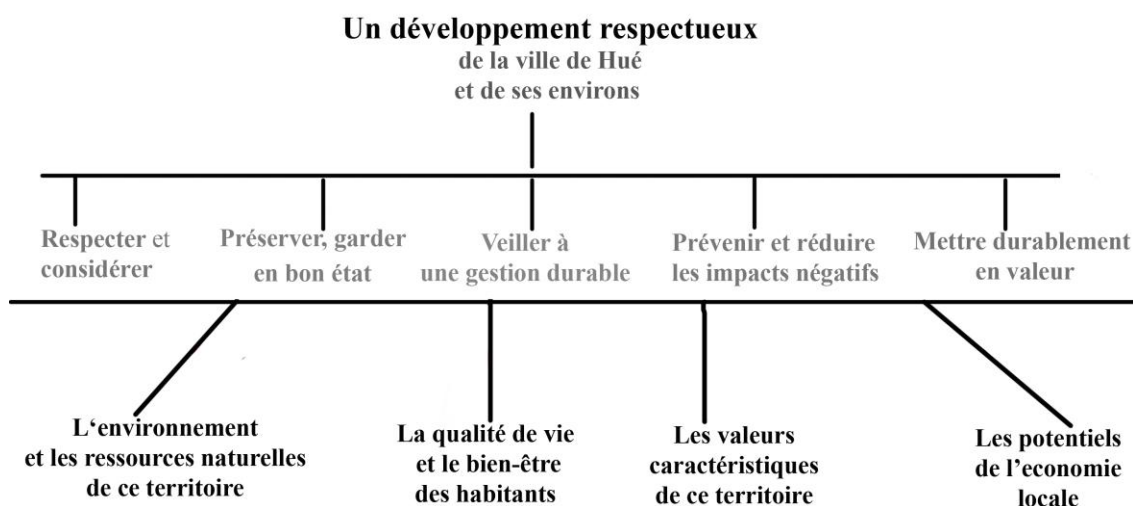 Un développement respectueux
de la ville de Hué
et de ses environs
Respecter et
considérer
Préserver, garder
en bon état
Veiller à
une gestion durable
Prévenir et réduire
les impacts négatifs
Mettre durablement
en valeur
L‘environnement
et les ressources naturelles
de ce territoire
La qualité de vie
et le bien-être
des habitants
Les valeurs
caractéristiques
de ce territoire
Les potentiels
de l’economie
locale